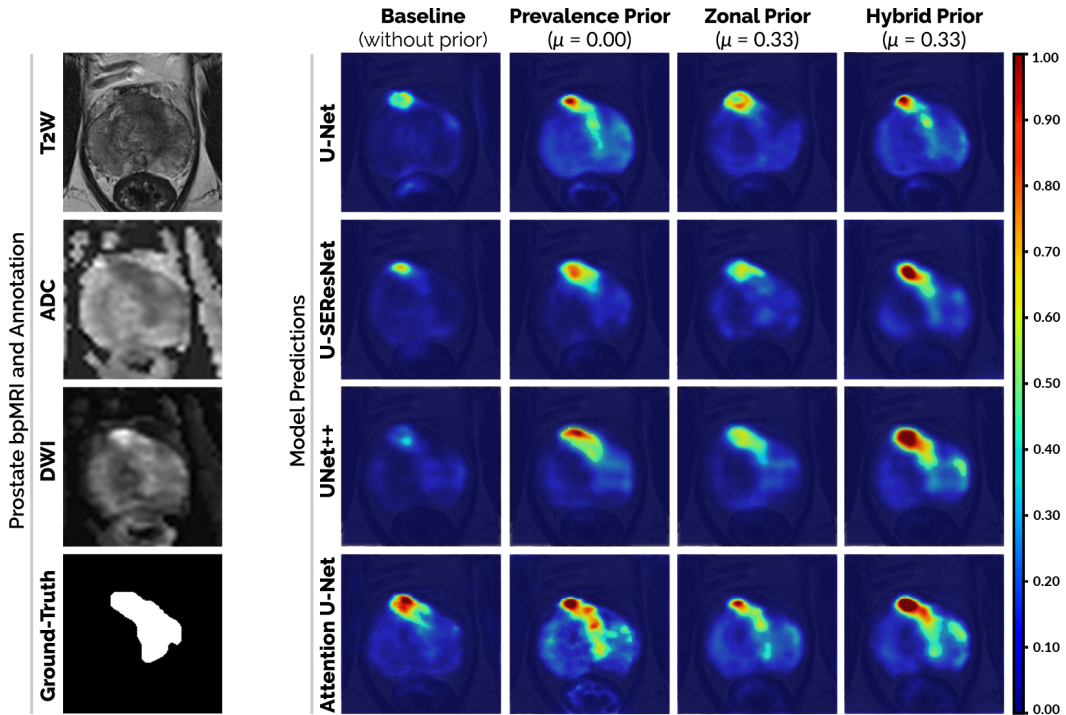 Baseline
(without prior)
Prevalence Prior
(μ = 0.00)
Zonal Prior
(μ = 0.33)
Hybrid Prior
(μ = 0.33)
Prostate bpMRI and Annotation
T2W
ADC
DWI
Ground-Truth
Model Predictions
U-Net
U-SEResNet
UNet++
Attention U-Net
1.00
0.90
0.80
0.70
0.60
0.50
0.40
0.30
0.20
0.10
0.00